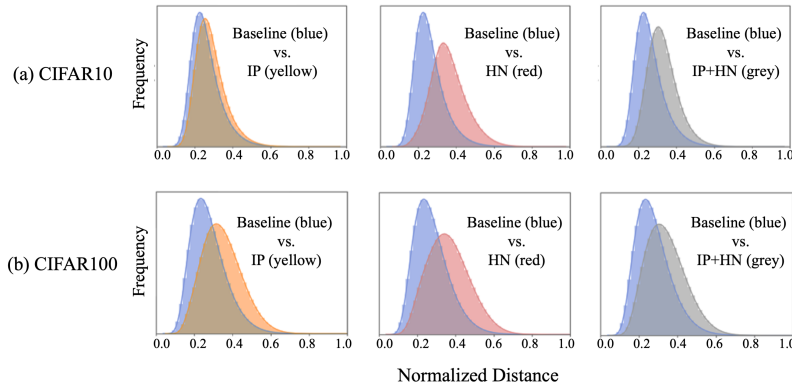 (a) CIFAR10
Frequency
Baseline (blue)
vs.
IP (yellow)
0.0 0.2 0.4 0.6 0.8 1.0
Baseline (blue)
vs.
HN (red)
0.0 0.2 0.4 0.6 0.8 1.0
Baseline (blue)
vs.
IP+HN (grey)
0.0 0.2 0.4 0.6 0.8 1.0
(b) CIFAR100
Frequency
Baseline (blue)
vs.
IP (yellow)
0.0 0.2 0.4 0.6 0.8 1.0
Baseline (blue)
vs.
HN (red)
0.0 0.2 0.4 0.6 0.8 1.0
Baseline (blue)
vs.
IP+HN (grey)
0.0 0.2 0.4 0.6 0.8 1.0
Normalized Distance